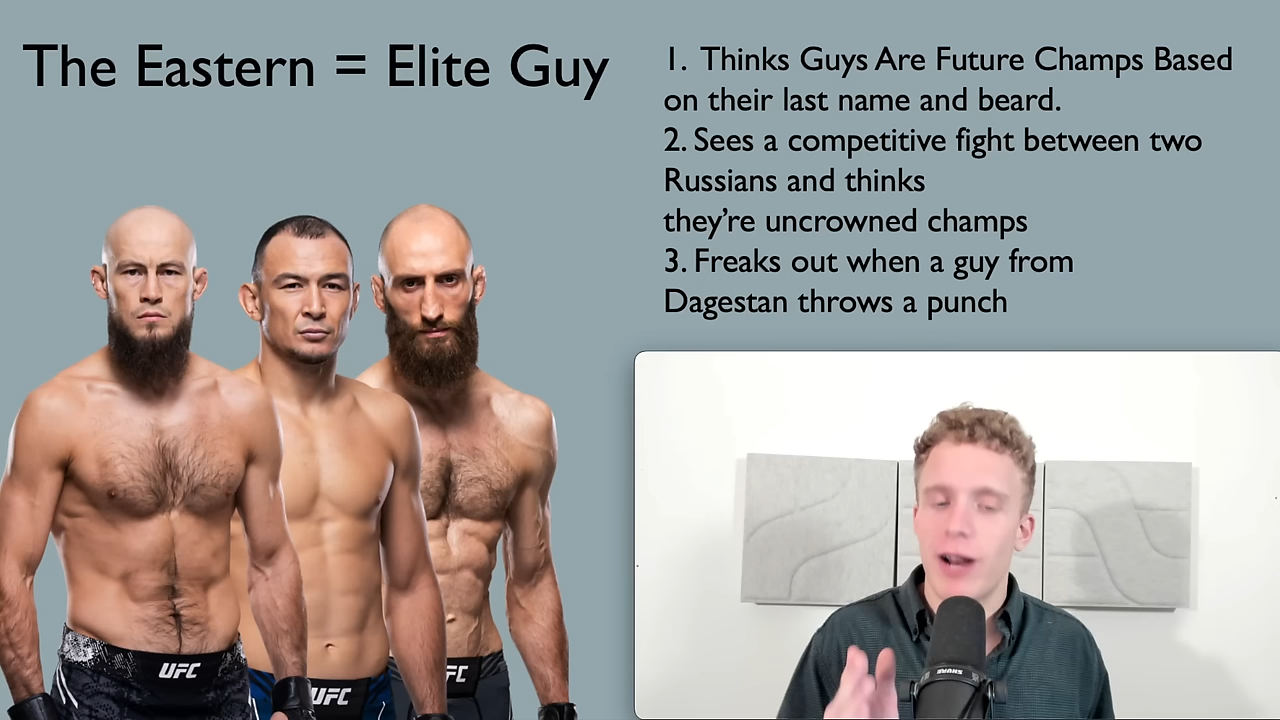 The Eastern = Elite Guy
1. Thinks Guys Are Future Champs Based
on their last name and beard.
2. Sees a competitive fight between two
Russians and thinks
they're uncrowned champs
3. Freaks out when a guy from
Dagestan throws a punch
UFC
UFC
FC
SHURE